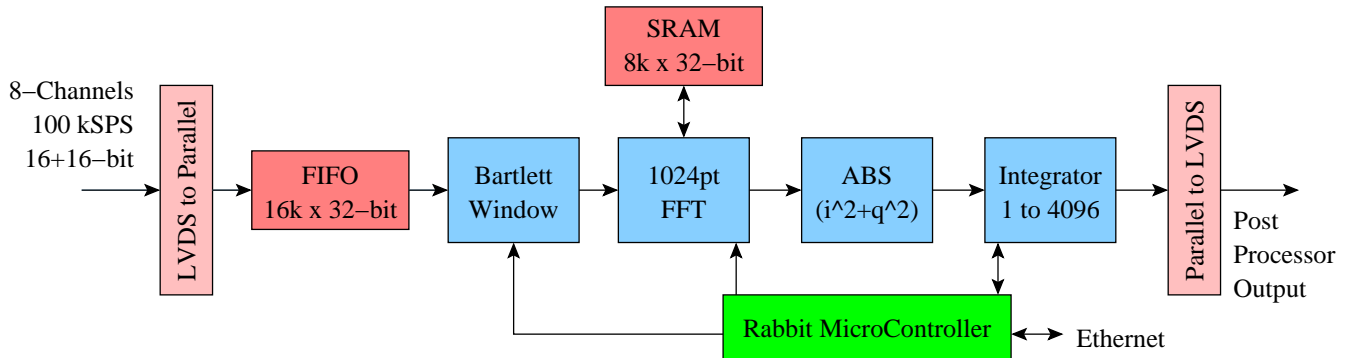 SRAM
8k x 32−bit
8−Channels
100 kSPS
16+16−bit
LVDS to Parallel
FIFO
16k x 32−bit
Bartlett
Window
1024pt
FFT
ABS
(i^2+q^2)
Integrator
1 to 4096
Parallel to LVDS
Post
Processor
Output
Rabbit MicroController
Ethernet